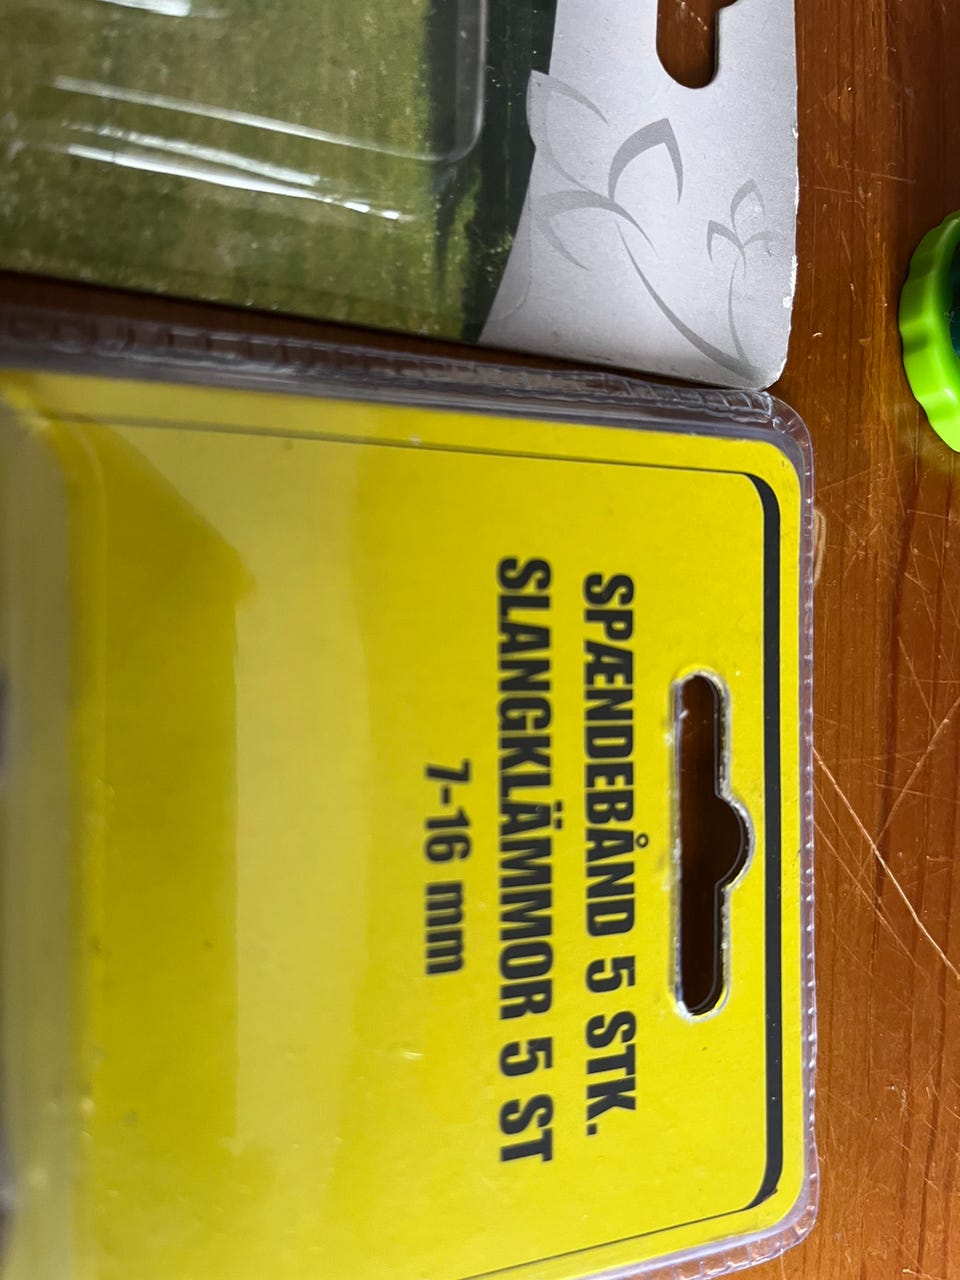 SPÆNDEBÅND 5 STK.
SLANGKLÄMMOR 5 ST
7-16 mm